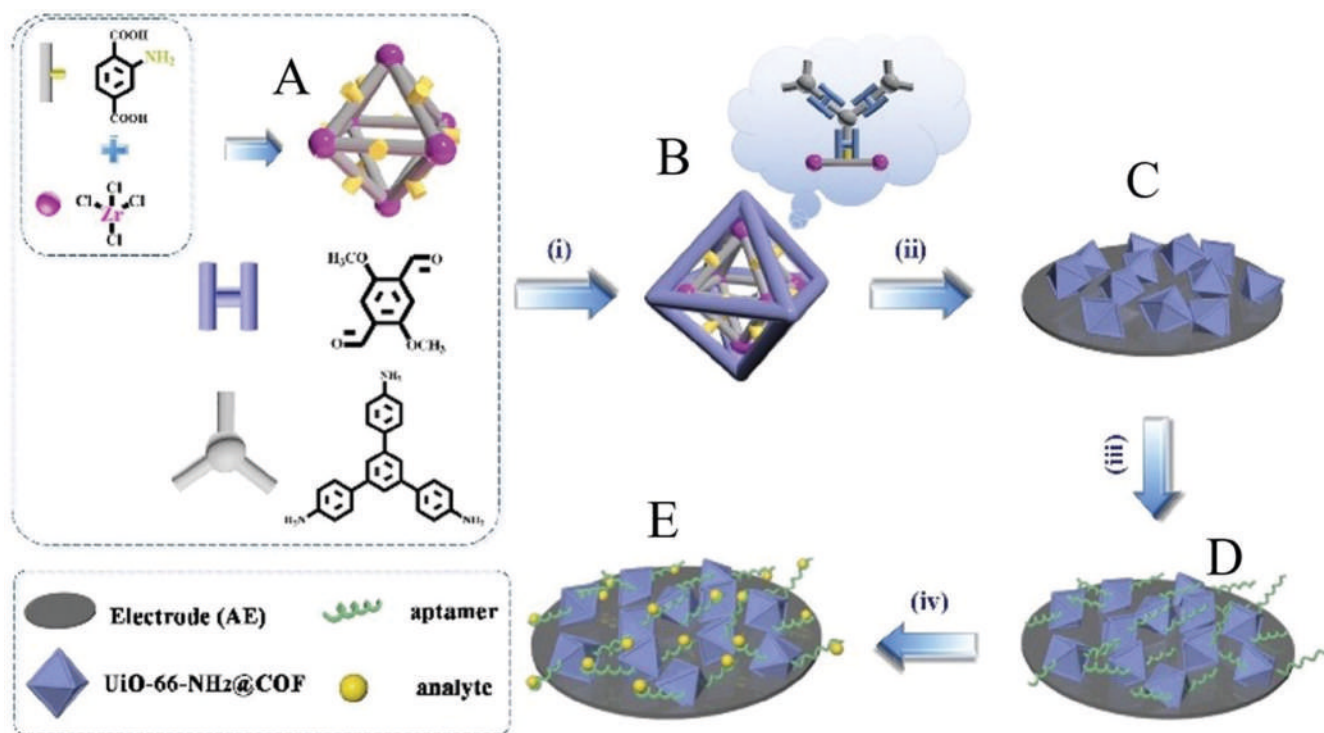 COOH
NH2
COOH
Cl
Cl Cl
Zr
Cl
A
H3CO
O
O
OCH3
NH2
H2N
NH2
(i)
B
(ii)
C
(iii)
D
(iv)
E
Electrode (AE)
aptamer
UiO-66-NH2@COF
analyte